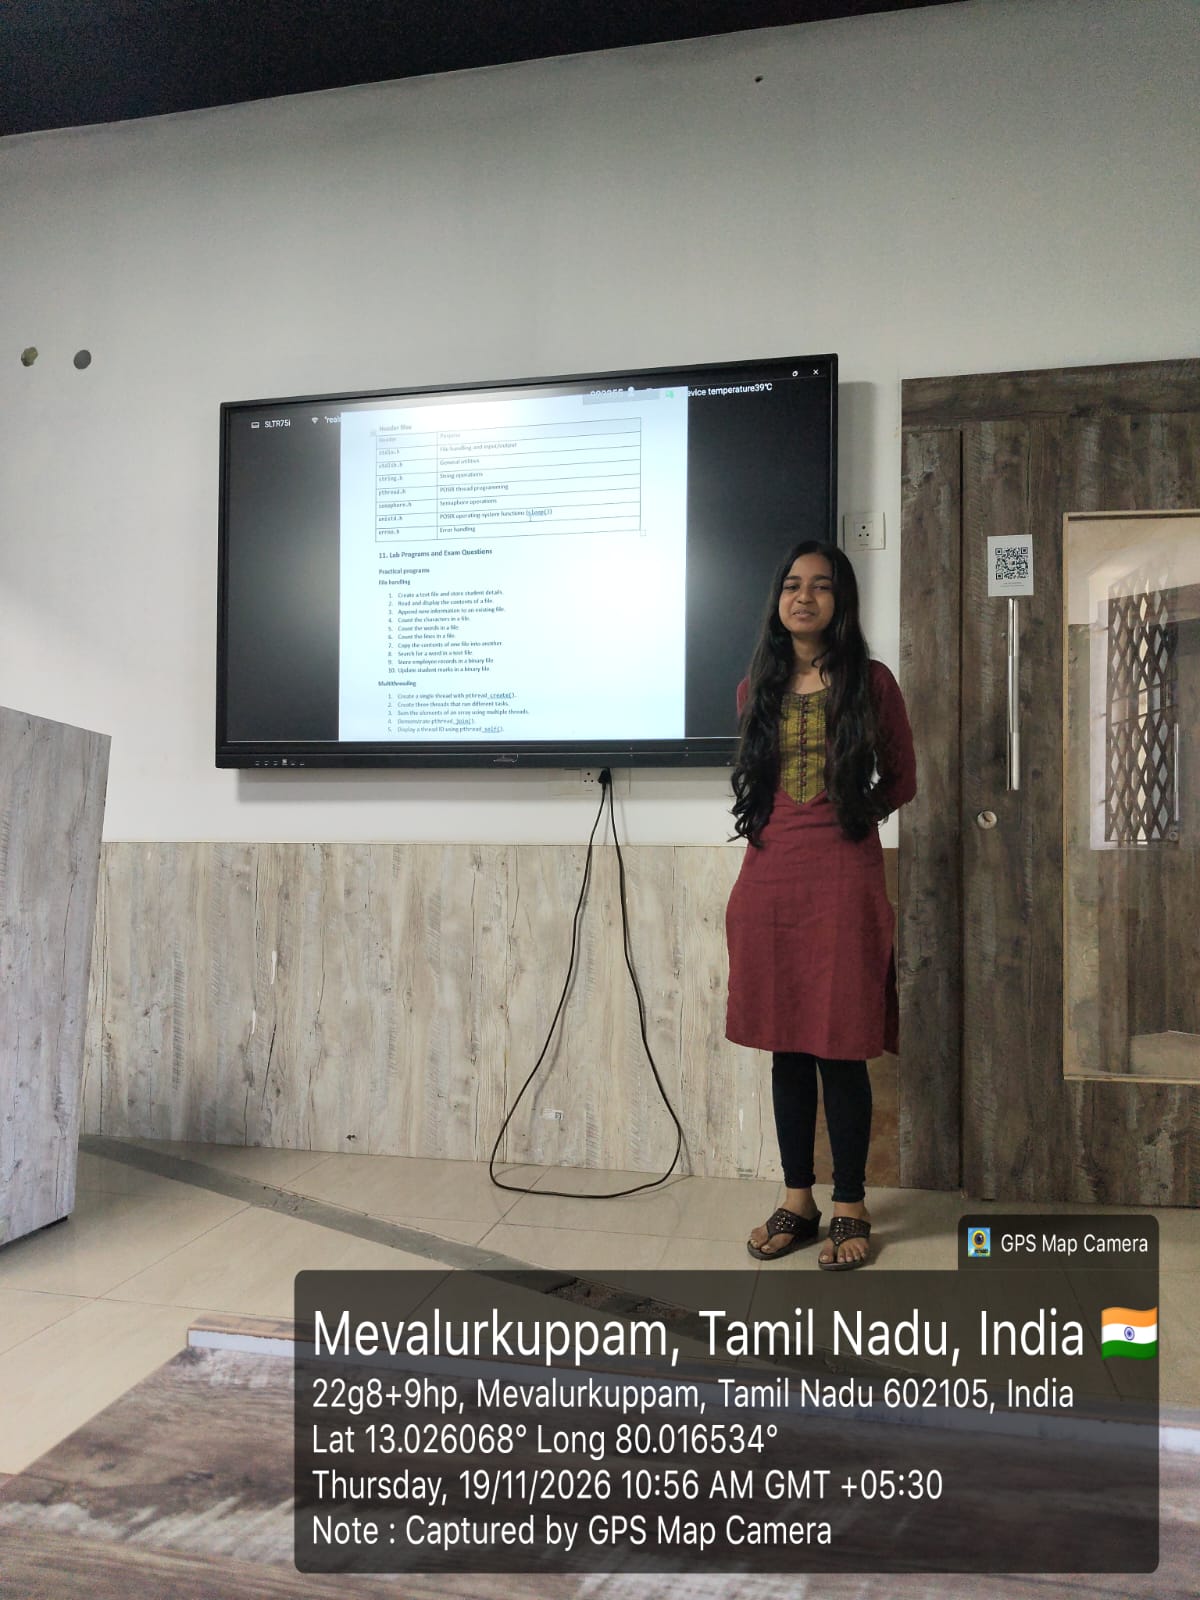 SLTR75i
Device temperature39℃
Header files
Header Purpose
stdio.h File handling and input/output
stdlib.h General utilities
string.h String operations
pthread.h POSIX thread programming
semaphore.h Semaphore operations
unistd.h POSIX operating-system functions (sleep())
errno.h Error handling
11. Lab Programs and Exam Questions
Practical programs
File handling
1. Create a text file and store student details.
2. Read and display the contents of a file.
3. Append new information to an existing file.
4. Count the characters in a file.
5. Count the words in a file.
6. Count the lines in a file.
7. Copy the contents of one file into another.
8. Search for a word in a text file.
9. Store employee records in a binary file.
10. Update student marks in a binary file.
Multithreading
1. Create a single thread with pthread_create().
2. Create three threads that run different tasks.
3. Sum the elements of an array using multiple threads.
4. Demonstrate pthread_join().
5. Display a thread ID using pthread_self().
GPS Map Camera
Mevalurkuppam, Tamil Nadu, India 🇮🇳
22g8+9hp, Mevalurkuppam, Tamil Nadu 602105, India
Lat 13.026068° Long 80.016534°
Thursday, 19/11/2026 10:56 AM GMT +05:30
Note : Captured by GPS Map Camera